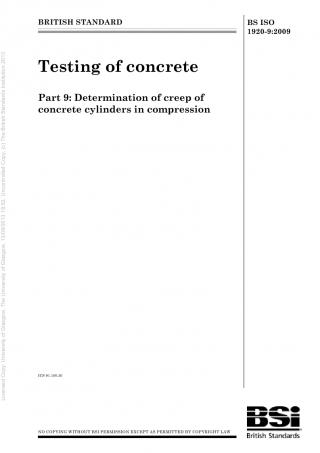 BRITISH STANDARD
BS ISO
1920-9:2009
Testing of concrete
Part 9: Determination of creep of
concrete cylinders in compression
Licensed Copy: The University of Glasgow, The University of Glasgow, 13/09/2013 10:52, Uncontrolled Copy, (c) The British Standards Institution 2013
ICS 91.100.30
NO COPYING WITHOUT BSI PERMISSION EXCEPT AS PERMITTED BY COPYRIGHT LAW
BSi
British Standards